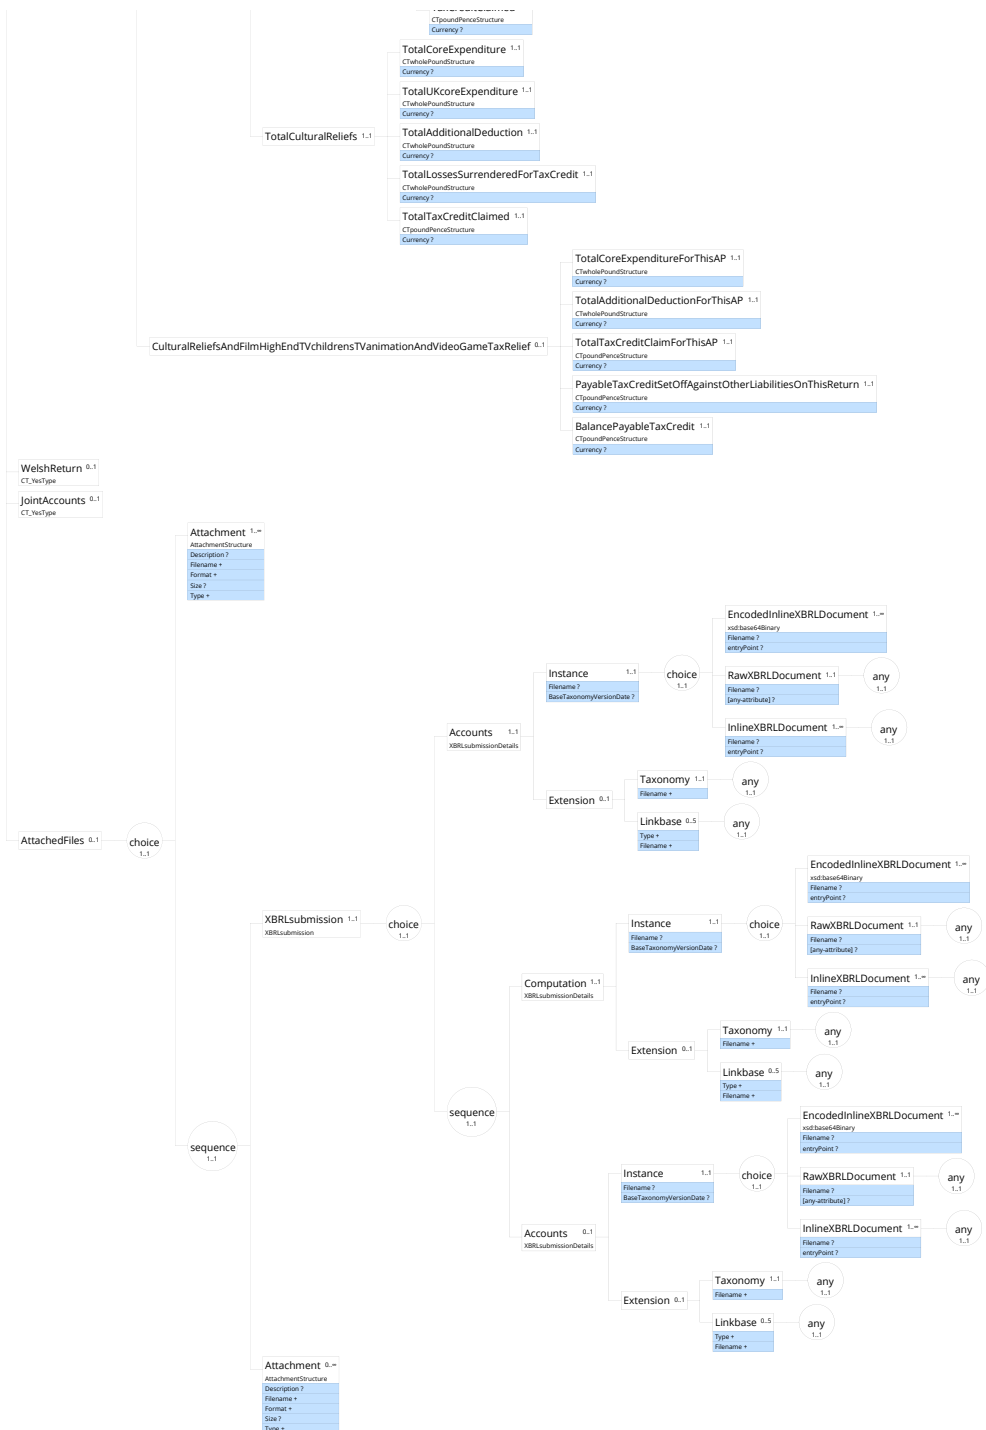 CTpoundPenceStructure
Currency ?
TotalCoreExpenditure 1..1
CTwholePoundStructure
Currency ?
TotalUKcoreExpenditure 1..1
CTwholePoundStructure
Currency ?
TotalCulturalReliefs 1..1
TotalAdditionalDeduction 1..1
CTwholePoundStructure
Currency ?
TotalLossesSurrenderedForTaxCredit 1..1
CTwholePoundStructure
Currency ?
TotalTaxCreditClaimed 1..1
CTpoundPenceStructure
Currency ?
TotalCoreExpenditureForThisAP 1..1
CTwholePoundStructure
Currency ?
TotalAdditionalDeductionForThisAP 1..1
CTwholePoundStructure
Currency ?
CulturalReliefsAndFilmHighEndTVchildrensTVanimationAndVideoGameTaxRelief 0..1
TotalTaxCreditClaimForThisAP 1..1
CTpoundPenceStructure
Currency ?
PayableTaxCreditSetOffAgainstOtherLiabilitiesOnThisReturn 1..1
CTpoundPenceStructure
Currency ?
BalancePayableTaxCredit 1..1
CTpoundPenceStructure
Currency ?
WelshReturn 0..1
CT_YesType
JointAccounts 0..1
CT_YesType
Attachment 1..∞
AttachmentStructure
Description ?
Filename +
Format +
Size ?
Type +
EncodedInlineXBRLDocument 1..∞
xsd:base64Binary
Filename ?
entryPoint ?
Instance 1..1
Filename ?
BaseTaxonomyVersionDate ?
choice
1..1
RawXBRLDocument 1..1
Filename ?
[any-attribute] ?
any
1..1
InlineXBRLDocument 1..∞
Filename ?
entryPoint ?
any
1..1
Accounts 1..1
XBRLsubmissionDetails
Extension 0..1
Taxonomy 1..1
Filename +
any
1..1
Linkbase 0..5
Type +
Filename +
any
1..1
AttachedFiles 0..1
choice
1..1
EncodedInlineXBRLDocument 1..∞
xsd:base64Binary
Filename ?
entryPoint ?
XBRLsubmission 1..1
XBRLsubmission
choice
1..1
Instance 1..1
Filename ?
BaseTaxonomyVersionDate ?
choice
1..1
RawXBRLDocument 1..1
Filename ?
[any-attribute] ?
any
1..1
InlineXBRLDocument 1..∞
Filename ?
entryPoint ?
any
1..1
Computation 1..1
XBRLsubmissionDetails
Extension 0..1
Taxonomy 1..1
Filename +
any
1..1
Linkbase 0..5
Type +
Filename +
any
1..1
sequence
1..1
sequence
1..1
EncodedInlineXBRLDocument 1..∞
xsd:base64Binary
Filename ?
entryPoint ?
Instance 1..1
Filename ?
BaseTaxonomyVersionDate ?
choice
1..1
RawXBRLDocument 1..1
Filename ?
[any-attribute] ?
any
1..1
InlineXBRLDocument 1..∞
Filename ?
entryPoint ?
any
1..1
Accounts 0..1
XBRLsubmissionDetails
Extension 0..1
Taxonomy 1..1
Filename +
any
1..1
Linkbase 0..5
Type +
Filename +
any
1..1
Attachment 0..∞
AttachmentStructure
Description ?
Filename +
Format +
Size ?
Type +